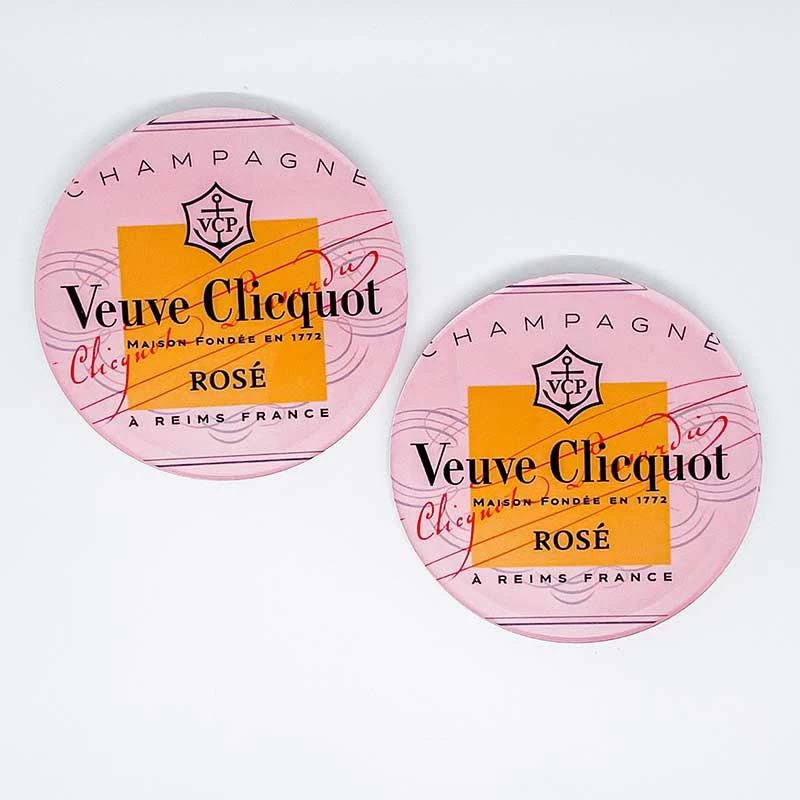 CHAMPAGNE
VCP
Veuve Clicquot
MAISON FONDÉE EN 1772
ROSÉ
À REIMS FRANCE
CHAMPAGNE
VCP
Veuve Clicquot
MAISON FONDÉE EN 1772
ROSÉ
À REIMS FRANCE